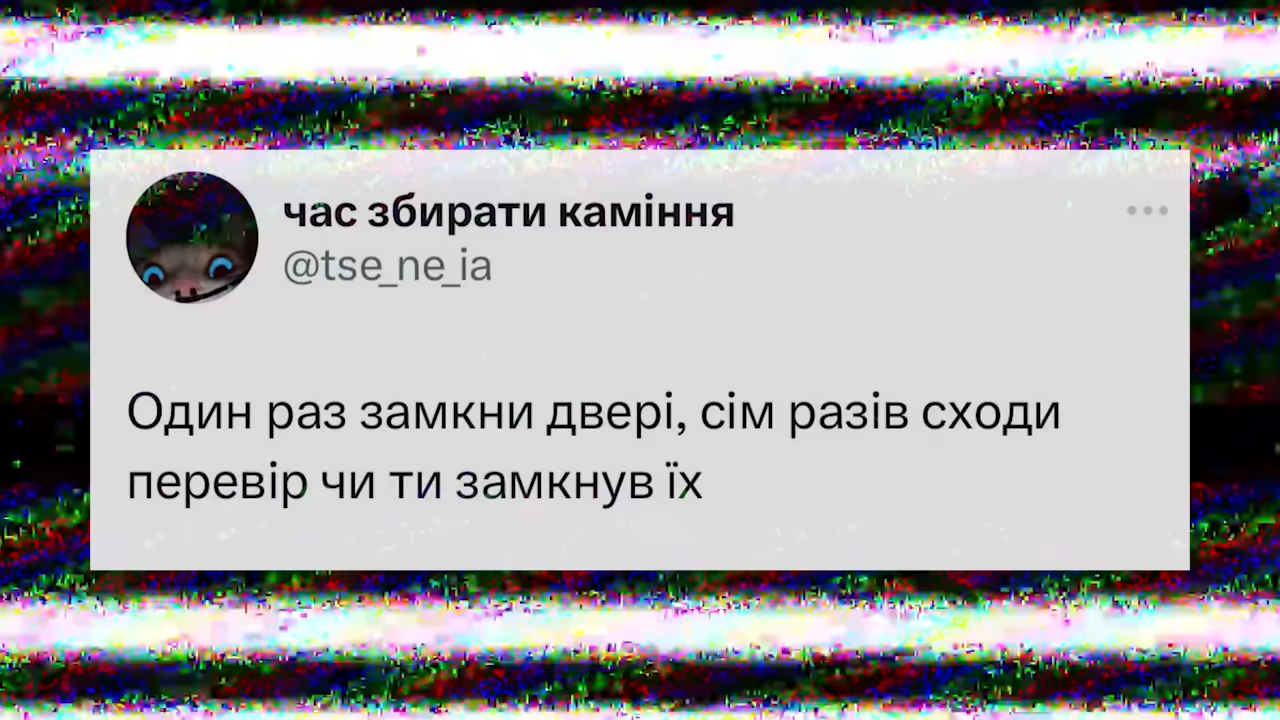 час збирати каміння
@tse_ne_ia
Один раз замкни двері, сім разів сходи
перевір чи ти замкнув їх